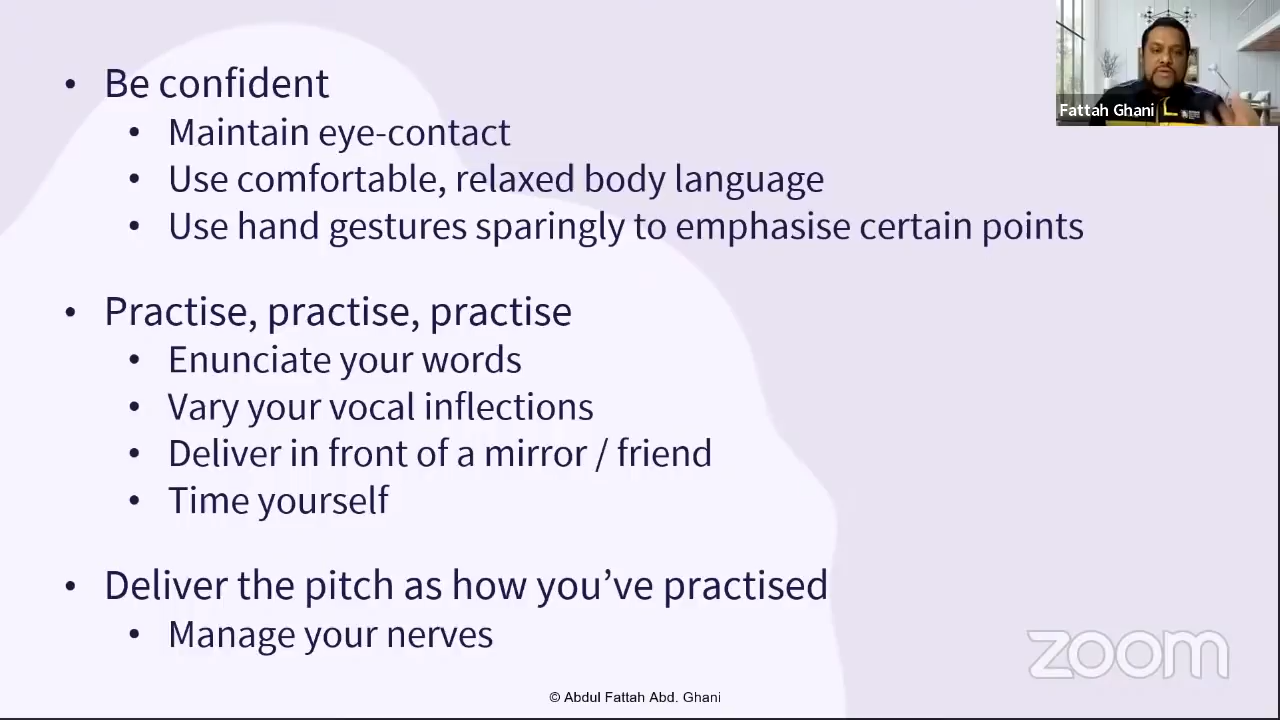 • Be confident
• Maintain eye-contact
• Use comfortable, relaxed body language
• Use hand gestures sparingly to emphasise certain points
• Practise, practise, practise
• Enunciate your words
• Vary your vocal inflections
• Deliver in front of a mirror / friend
• Time yourself
• Deliver the pitch as how you’ve practised
• Manage your nerves
© Abdul Fattah Abd. Ghani
Fattah Ghani
zoom